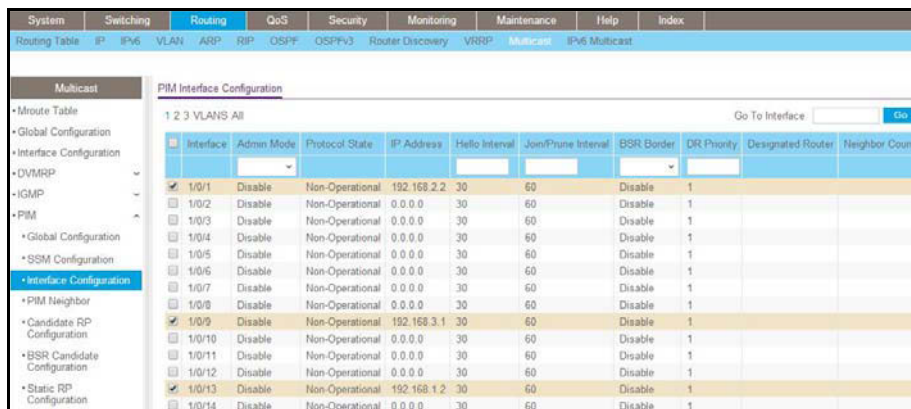 System Switching Routing QoS Security Monitoring Maintenance Help Index
Routing Table IP IPv6 VLAN ARP RIP OSPF OSPFv3 Router Discovery VRRP Multicast IPv6 Multicast
Multicast
• Mroute Table
• Global Configuration
• Interface Configuration
• DVMRP
• IGMP
• PIM
• Global Configuration
• SSM Configuration
• Interface Configuration
• PIM Neighbor
• Candidate RP
Configuration
• BSR Candidate
Configuration
• Static RP
Configuration
PIM Interface Configuration
1 2 3 VLANS All Go To Interface Go
Interface Admin Mode Protocol State IP Address Hello Interval Join/Prune Interval BSR Border DR Priority Designated Router Neighbor Coun
1/0/1 Disable Non-Operational 192.168.2.2 30 60 Disable 1
1/0/2 Disable Non-Operational 0.0.0.0 30 60 Disable 1
1/0/3 Disable Non-Operational 0.0.0.0 30 60 Disable 1
1/0/4 Disable Non-Operational 0.0.0.0 30 60 Disable 1
1/0/5 Disable Non-Operational 0.0.0.0 30 60 Disable 1
1/0/6 Disable Non-Operational 0.0.0.0 30 60 Disable 1
1/0/7 Disable Non-Operational 0.0.0.0 30 60 Disable 1
1/0/8 Disable Non-Operational 0.0.0.0 30 60 Disable 1
1/0/9 Disable Non-Operational 192.168.3.1 30 60 Disable 1
1/0/10 Disable Non-Operational 0.0.0.0 30 60 Disable 1
1/0/11 Disable Non-Operational 0.0.0.0 30 60 Disable 1
1/0/12 Disable Non-Operational 0.0.0.0 30 60 Disable 1
1/0/13 Disable Non-Operational 192.168.1.2 30 60 Disable 1
1/0/14 Disable Non-Operational 0.0.0.0 30 60 Disable 1